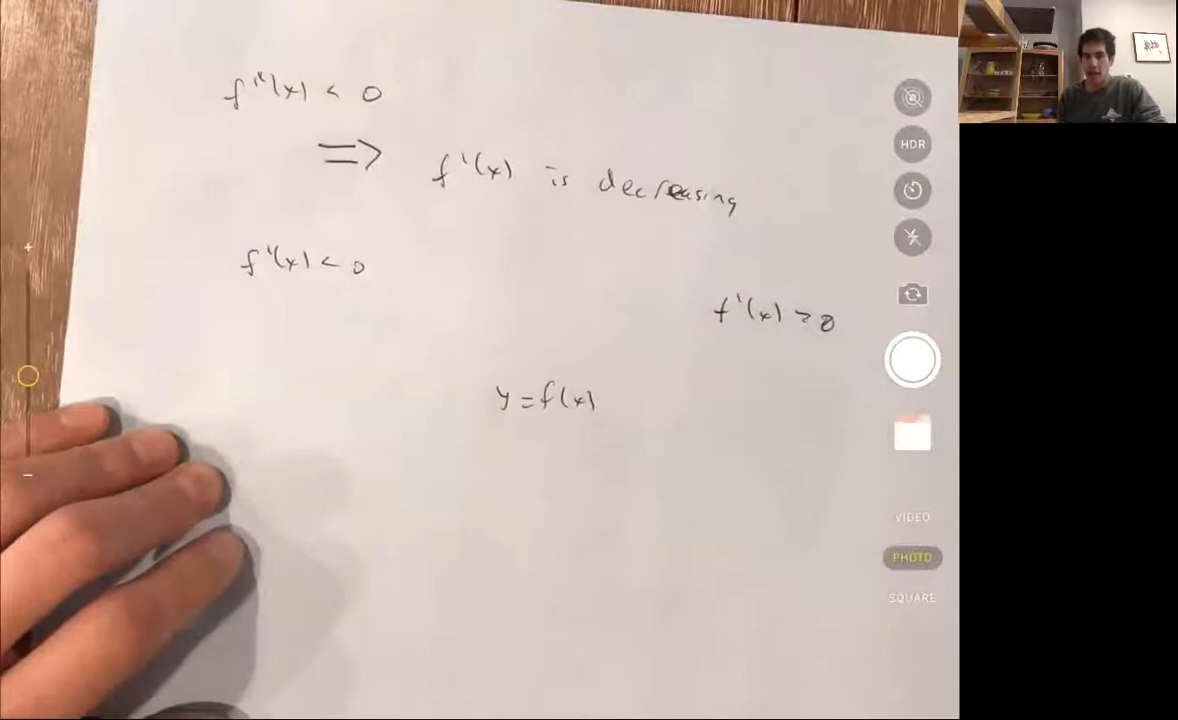 f''(x) < 0
=> f'(x) is decreasing
f'(x) < 0
f'(x) > 0
y = f(x)
HDR
VIDEO
PHOTO
SQUARE